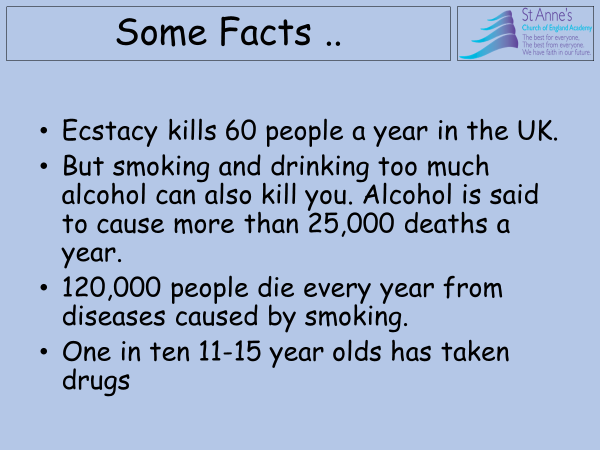 Some Facts ..
St Anne's
Church of England Academy
The best for everyone,
The best from everyone.
We have faith in our future.
• Ecstacy kills 60 people a year in the UK.
• But smoking and drinking too much
alcohol can also kill you. Alcohol is said
to cause more than 25,000 deaths a
year.
• 120,000 people die every year from
diseases caused by smoking.
• One in ten 11-15 year olds has taken
drugs